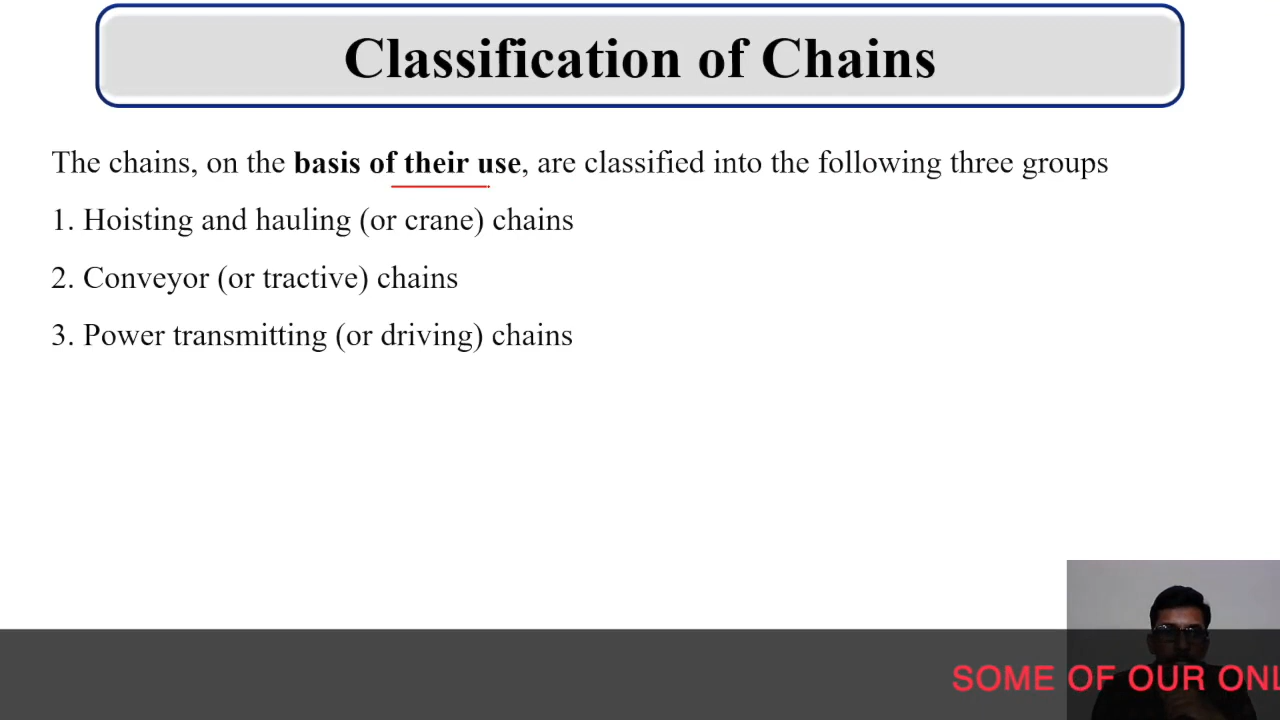 Classification of Chains
The chains, on the basis of their use, are classified into the following three groups
1. Hoisting and hauling (or crane) chains
2. Conveyor (or tractive) chains
3. Power transmitting (or driving) chains
SOME OF OUR ONL